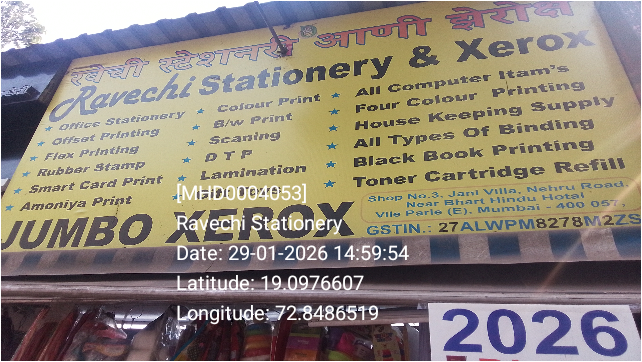 रवेची स्टेशनरी आणी झेरोक्ष
Ravechi Stationery & Xerox
Office Stationery
Offset Printing
Flex Printing
Rubber Stamp
Smart Card Print
Amoniya Print
Colour Print
B/w Print
Scaning
D T P
Lamination
All Computer Itam's
Four Colour Printing
House Keeping Supply
All Types Of Binding
Black Book Printing
Toner Cartridge Refill
JUMBO XEROX
Shop No.3, Jani Villa, Nehru Road,
Near Bhart Hindu Hotal
Vile Parle (E), Mumbai - 400 057.
GSTIN.: 27ALWPM8278M2ZS
[MHD0004053]
Ravechi Stationery
Date: 29-01-2026 14:59:54
Latitude: 19.0976607
Longitude: 72.8486519
2026